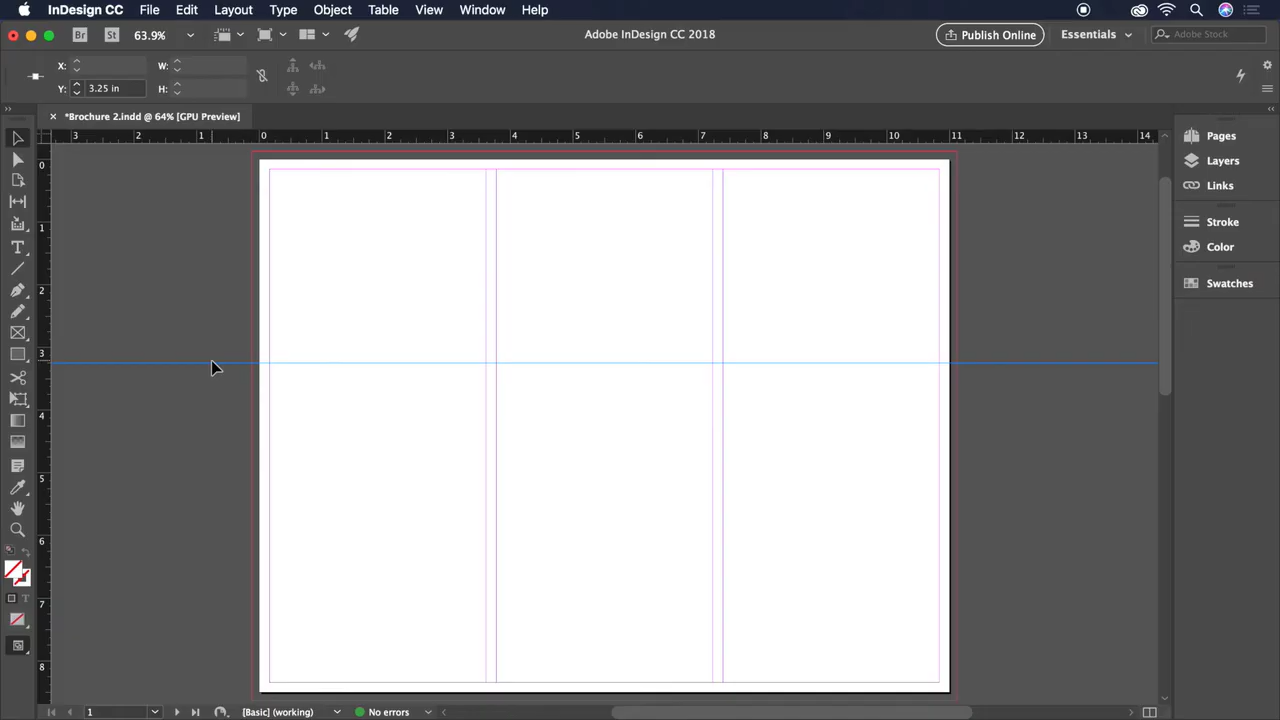 InDesign CC File Edit Layout Type Object Table View Window Help
Br St 63.9% Adobe InDesign CC 2018 Publish Online Essentials Adobe Stock
X: W:
Y: 3.25 in H:
*Brochure 2.indd @ 64% [GPU Preview]
3 2 1 0 1 2 3 4 5 6 7 8 9 10 11 12 13 14
0
1
2
3
4
5
6
7
8
Pages
Layers
Links
Stroke
Color
Swatches
T
T
1 [Basic] (working) No errors